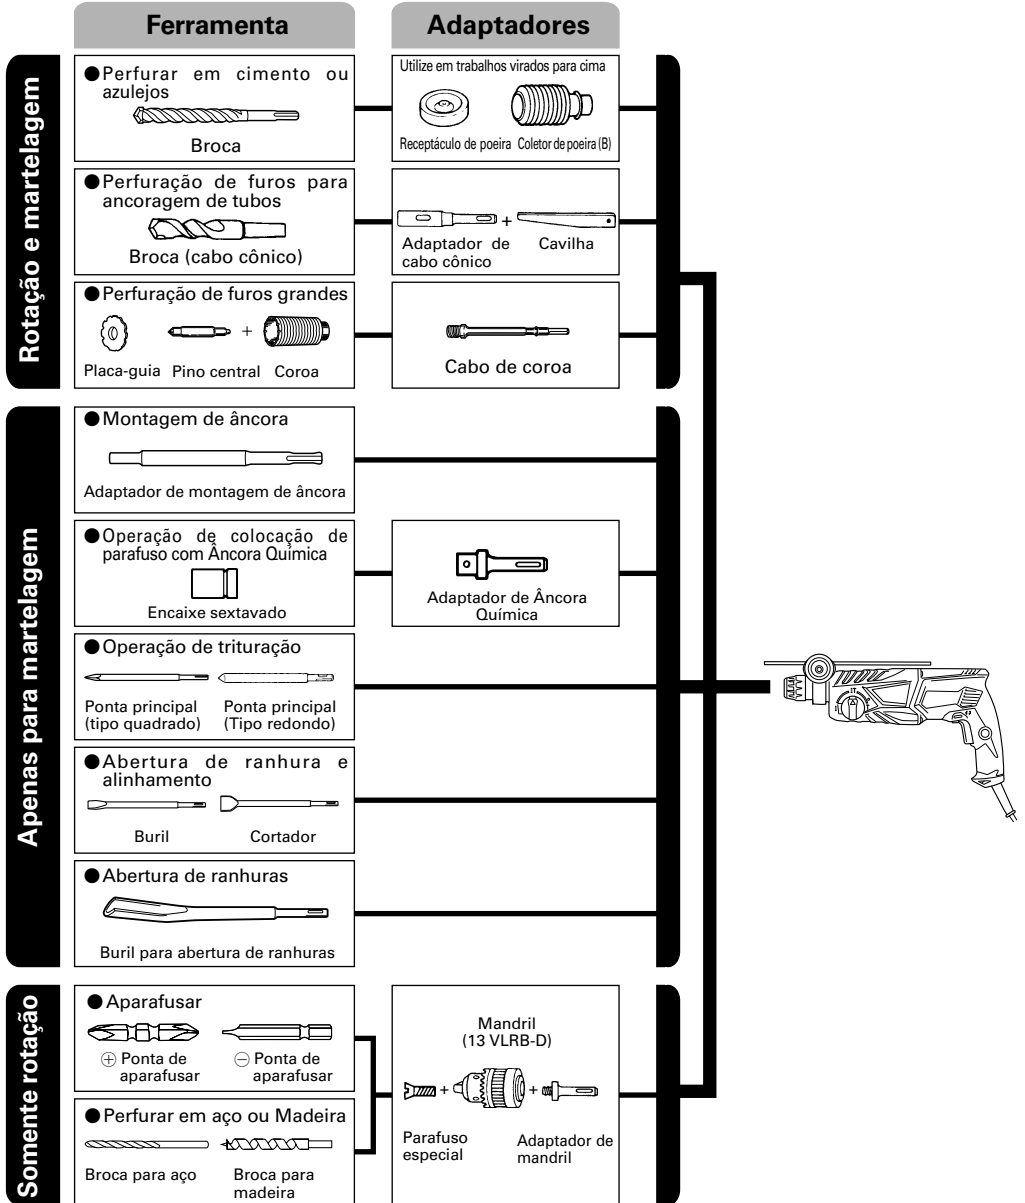 Ferramenta
Adaptadores
Rotação e martelagem
●Perfurar em cimento ou
azulejos
Broca
Utilize em trabalhos virados para cima
Receptáculo de poeira
Coletor de poeira (B)
●Perfuração de furos para
ancoragem de tubos
Broca (cabo cônico)
+
Adaptador de
cabo cônico
Cavilha
●Perfuração de furos grandes
+
Placa-guia
Pino central
Coroa
Cabo de coroa
Apenas para martelagem
●Montagem de âncora
Adaptador de montagem de âncora
●Operação de colocação de
parafuso com Âncora Química
Encaixe sextavado
Adaptador de Âncora
Química
●Operação de trituração
Ponta principal
(tipo quadrado)
Ponta principal
(Tipo redondo)
●Abertura de ranhura e
alinhamento
Buril
Cortador
●Abertura de ranhuras
Buril para abertura de ranhuras
Somente rotação
●Aparafusar
⊕ Ponta de
aparafusar
⊖ Ponta de
aparafusar
●Perfurar em aço ou Madeira
Broca para aço
Broca para
madeira
Mandril
(13 VLRB-D)
+
+
Parafuso
especial
Adaptador de
mandril